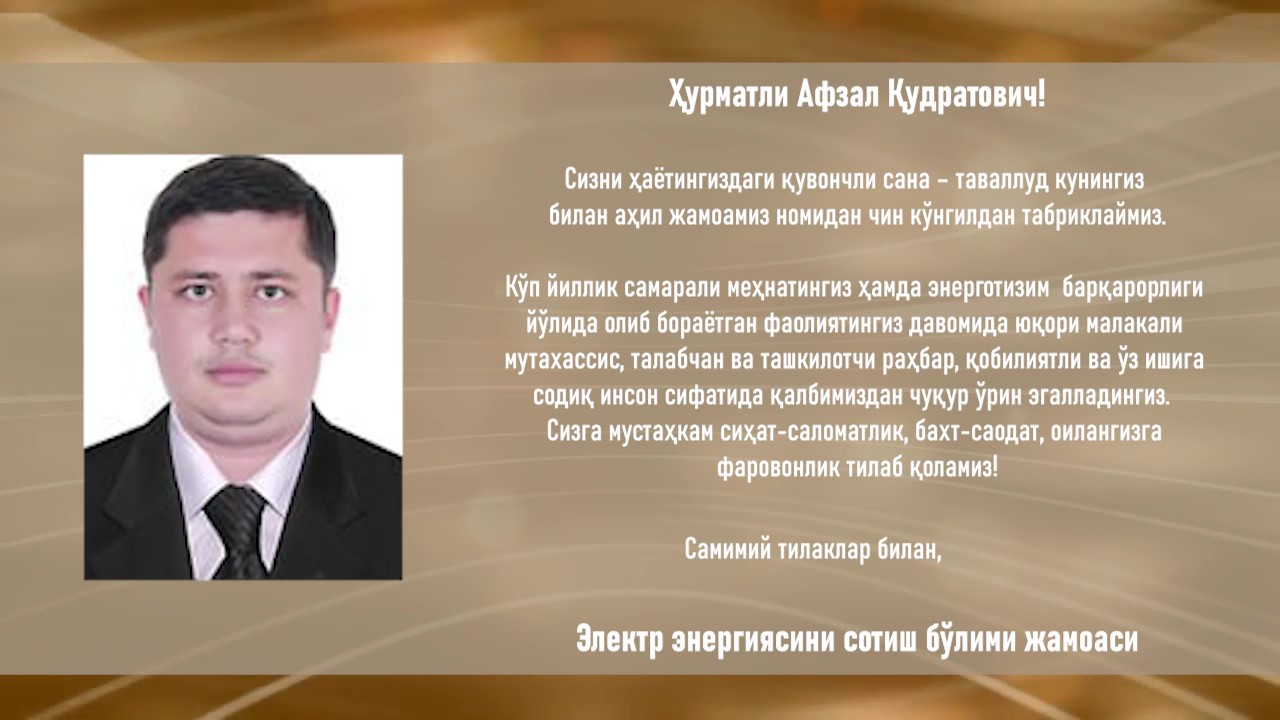 Ҳурматли Афзал Қудратович!
Сизни ҳаётингиздаги қувончли сана – таваллуд кунингиз
билан аҳил жамоамиз номидан чин кўнгилдан табриклаймиз.
Кўп йиллик самарали меҳнатингиз ҳамда энерготизим барқарорлиги
йўлида олиб бораётган фаолиятингиз давомида юқори малакали
мутахассис, талабчан ва ташкилотчи раҳбар, қобилиятли ва ўз ишига
содиқ инсон сифатида қалбимиздан чуқур ўрин эгалладингиз.
Сизга мустаҳкам сиҳат-саломатлик, бахт-саодат, оилангизга
фаровонлик тилаб қоламиз!
Самимий тилаклар билан,
Электр энергиясини сотиш бўлими жамоаси